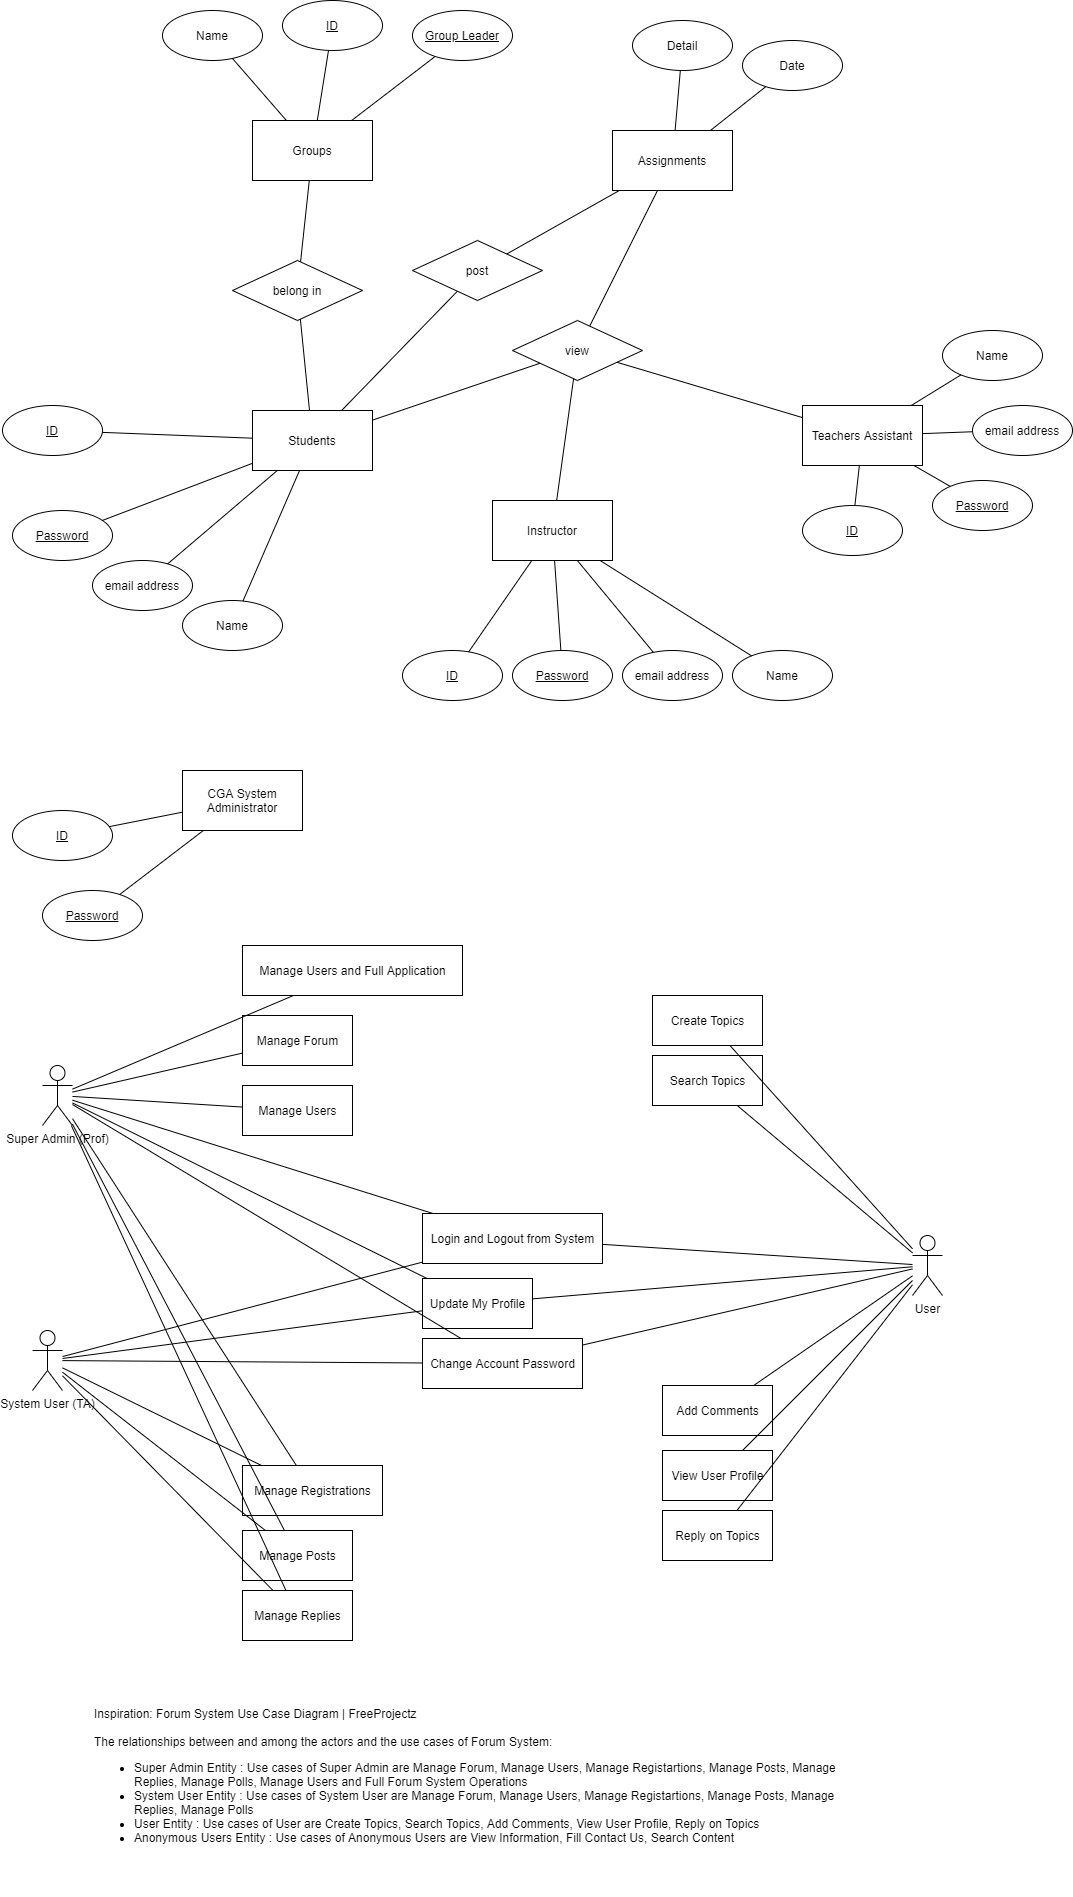 ID
Name
Group Leader
Detail
Date
Groups
Assignments
post
belong in
view
Name
ID
Students
Teachers Assistant
email address
Password
Password
Instructor
ID
email address
Name
ID
Password
email address
Name
CGA System
Administrator
ID
Password
Manage Users and Full Application
Create Topics
Manage Forum
Search Topics
Manage Users
Super Admin (Prof)
Login and Logout from System
Update My Profile
User
Change Account Password
System User (TA)
Add Comments
View User Profile
Manage Registrations
Reply on Topics
Manage Posts
Manage Replies
Inspiration: Forum System Use Case Diagram | FreeProjectz
The relationships between and among the actors and the use cases of Forum System:
• Super Admin Entity : Use cases of Super Admin are Manage Forum, Manage Users, Manage Registartions, Manage Posts, Manage
Replies, Manage Polls, Manage Users and Full Forum System Operations
• System User Entity : Use cases of System User are Manage Forum, Manage Users, Manage Registartions, Manage Posts, Manage
Replies, Manage Polls
• User Entity : Use cases of User are Create Topics, Search Topics, Add Comments, View User Profile, Reply on Topics
• Anonymous Users Entity : Use cases of Anonymous Users are View Information, Fill Contact Us, Search Content